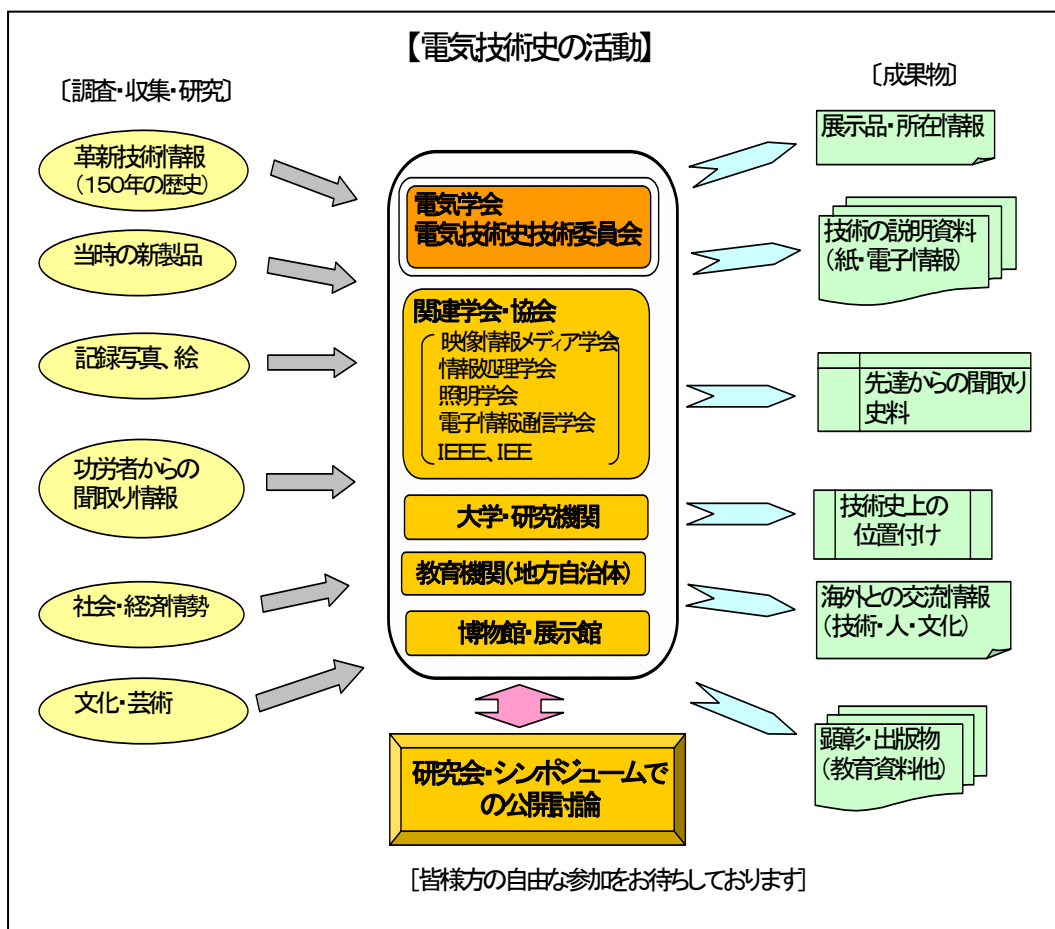 【電気技術史の活動】
〔調査・収集・研究〕
革新技術情報
(150年の歴史)
当時の新製品
記録写真、絵
功労者からの
聞取り情報
社会・経済情勢
文化・芸術
電気学会
電気技術史技術委員会
関連学会・協会
映像情報メディア学会
情報処理学会
照明学会
電子情報通信学会
IEEE、IEE
大学・研究機関
教育機関(地方自治体)
博物館・展示館
研究会・シンポジュームで
の公開討論
[皆様方の自由な参加をお待ちしております]
〔成果物〕
展示品・所在情報
技術の説明資料
(紙・電子情報)
先達からの聞取り
史料
技術史上の
位置付け
海外との交流情報
(技術・人・文化)
顕彰・出版物
(教育資料他)